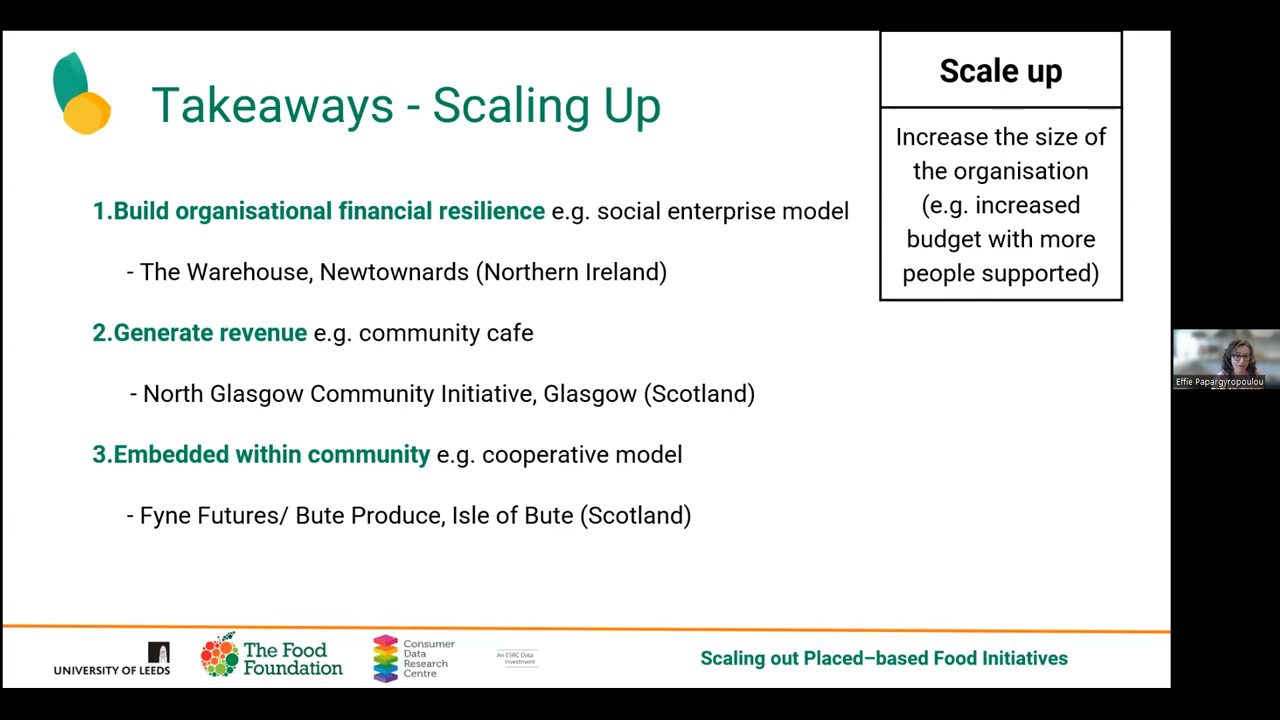 Takeaways - Scaling Up
Scale up
Increase the size of
the organisation
(e.g. increased
budget with more
people supported)
1.Build organisational financial resilience e.g. social enterprise model
- The Warehouse, Newtownards (Northern Ireland)
2.Generate revenue e.g. community cafe
- North Glasgow Community Initiative, Glasgow (Scotland)
3.Embedded within community e.g. cooperative model
- Fyne Futures/ Bute Produce, Isle of Bute (Scotland)
Effie Papargyropoulou
UNIVERSITY OF LEEDS
The Food
Foundation
Consumer
Data
Research
Centre
An ESRC Data
Investment
Scaling out Placed–based Food Initiatives